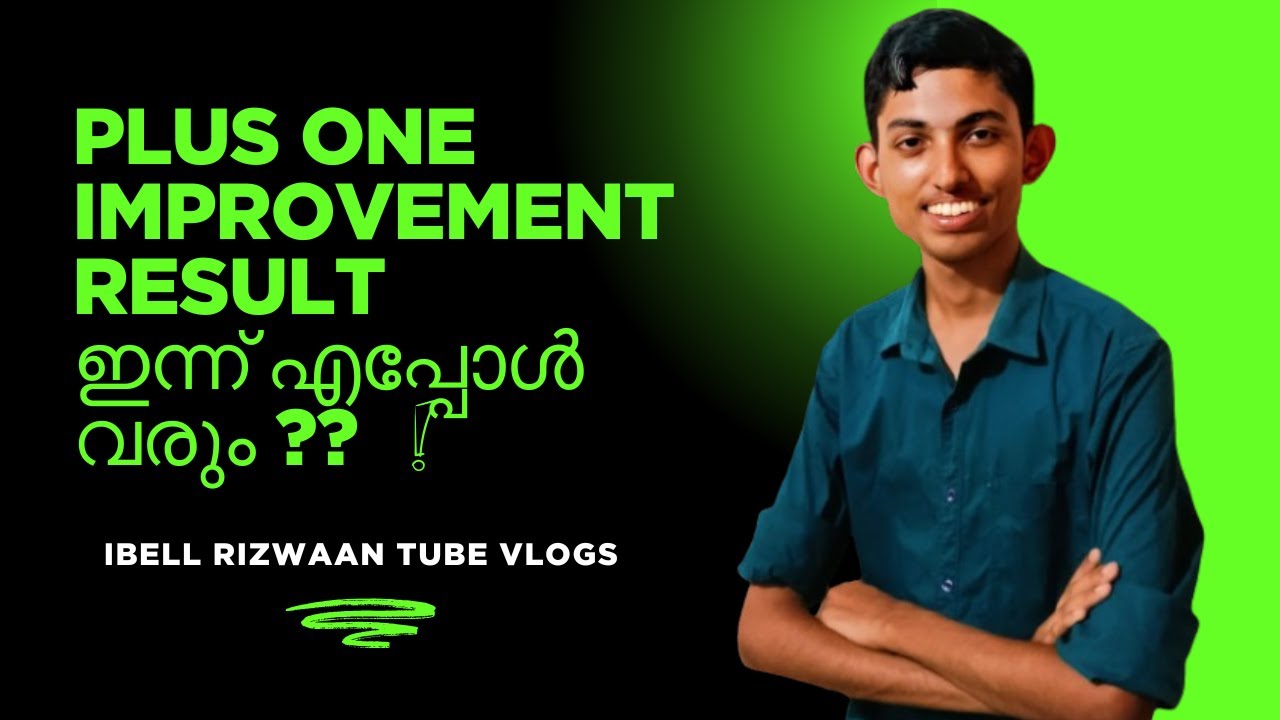 PLUS ONE
IMPROVEMENT
RESULT
ഇന്ന് എപ്പോൾ
വരും ?? !
IBELL RIZWAAN TUBE VLOGS